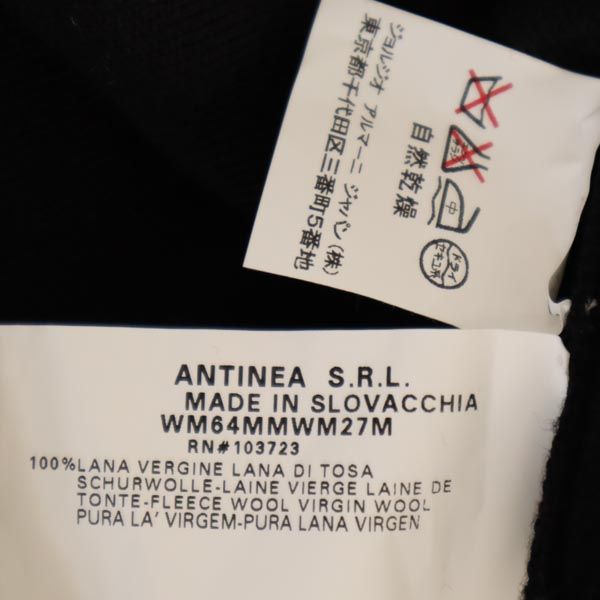 ジョルジオ アルマーニ ジャパン(株)
東京都千代田区三番町5番地
自然乾燥
中
ドライ
セキユ系
ANTINEA S.R.L.
MADE IN SLOVACCHIA
WM64MMWM27M
RN#103723
100%LANA VERGINE LANA DI TOSA
SCHURWOLLE-LAINE VIERGE LAINE DE
TONTE-FLEECE WOOL VIRGIN WOOL
PURA LA' VIRGEM-PURA LANA VIRGEN